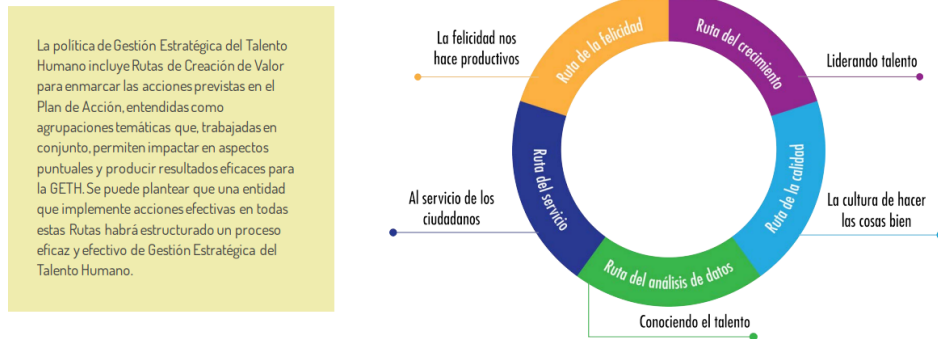 La política de Gestión Estratégica del Talento
Humano incluye Rutas de Creación de Valor
para enmarcar las acciones previstas en el
Plan de Acción, entendidas como
agrupaciones temáticas que, trabajadas en
conjunto, permiten impactar en aspectos
puntuales y producir resultados eficaces para
la GETH. Se puede plantear que una entidad
que implemente acciones efectivas en todas
estas Rutas habrá estructurado un proceso
eficaz y efectivo de Gestión Estratégica del
Talento Humano.
La felicidad nos
hace productivos
Ruta de la felicidad
Ruta del crecimiento
Liderando talento
Al servicio de los
ciudadanos
Ruta del servicio
Ruta de la calidad
La cultura de hacer
las cosas bien
Ruta del análisis de datos
Conociendo el talento